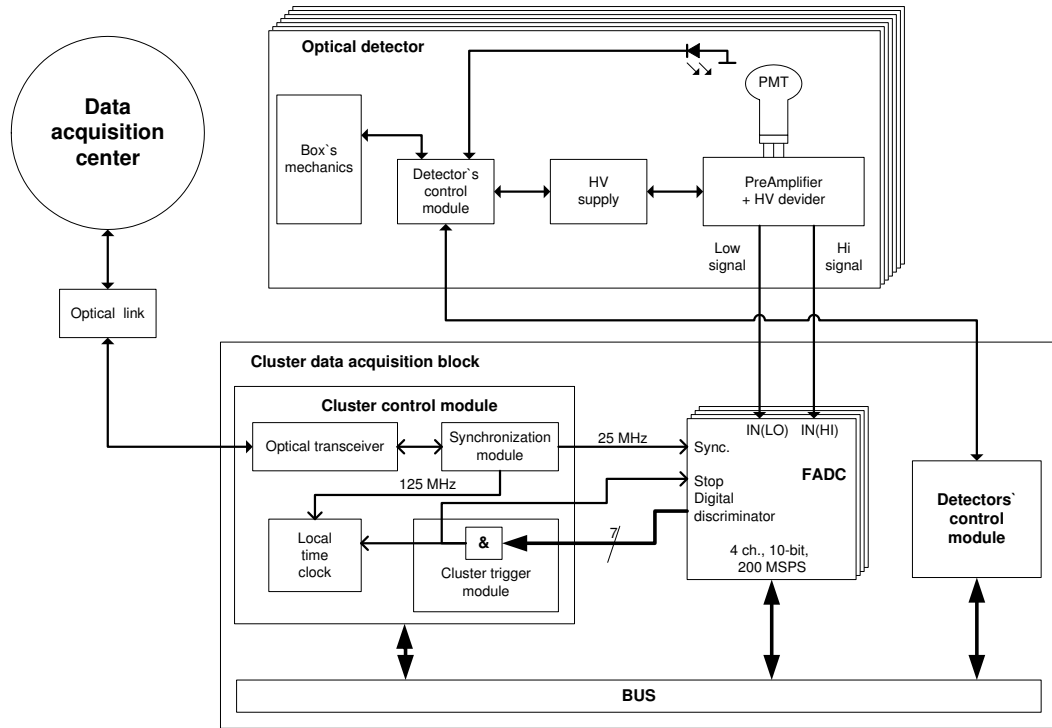 Optical detector
Data
acquisition
center
PMT
Box`s
mechanics
Detector`s
control
module
HV
supply
PreAmplifier
+ HV devider
Low
signal
Hi
signal
Optical link
Cluster data acquisition block
Cluster control module
Optical transceiver
Synchronization
module
25 MHz
125 MHz
IN(LO)
IN(HI)
Sync.
FADC
Stop
Digital
discriminator
4 ch., 10-bit,
200 MSPS
Local
time
clock
&
7
Cluster trigger
module
Detectors`
control
module
BUS